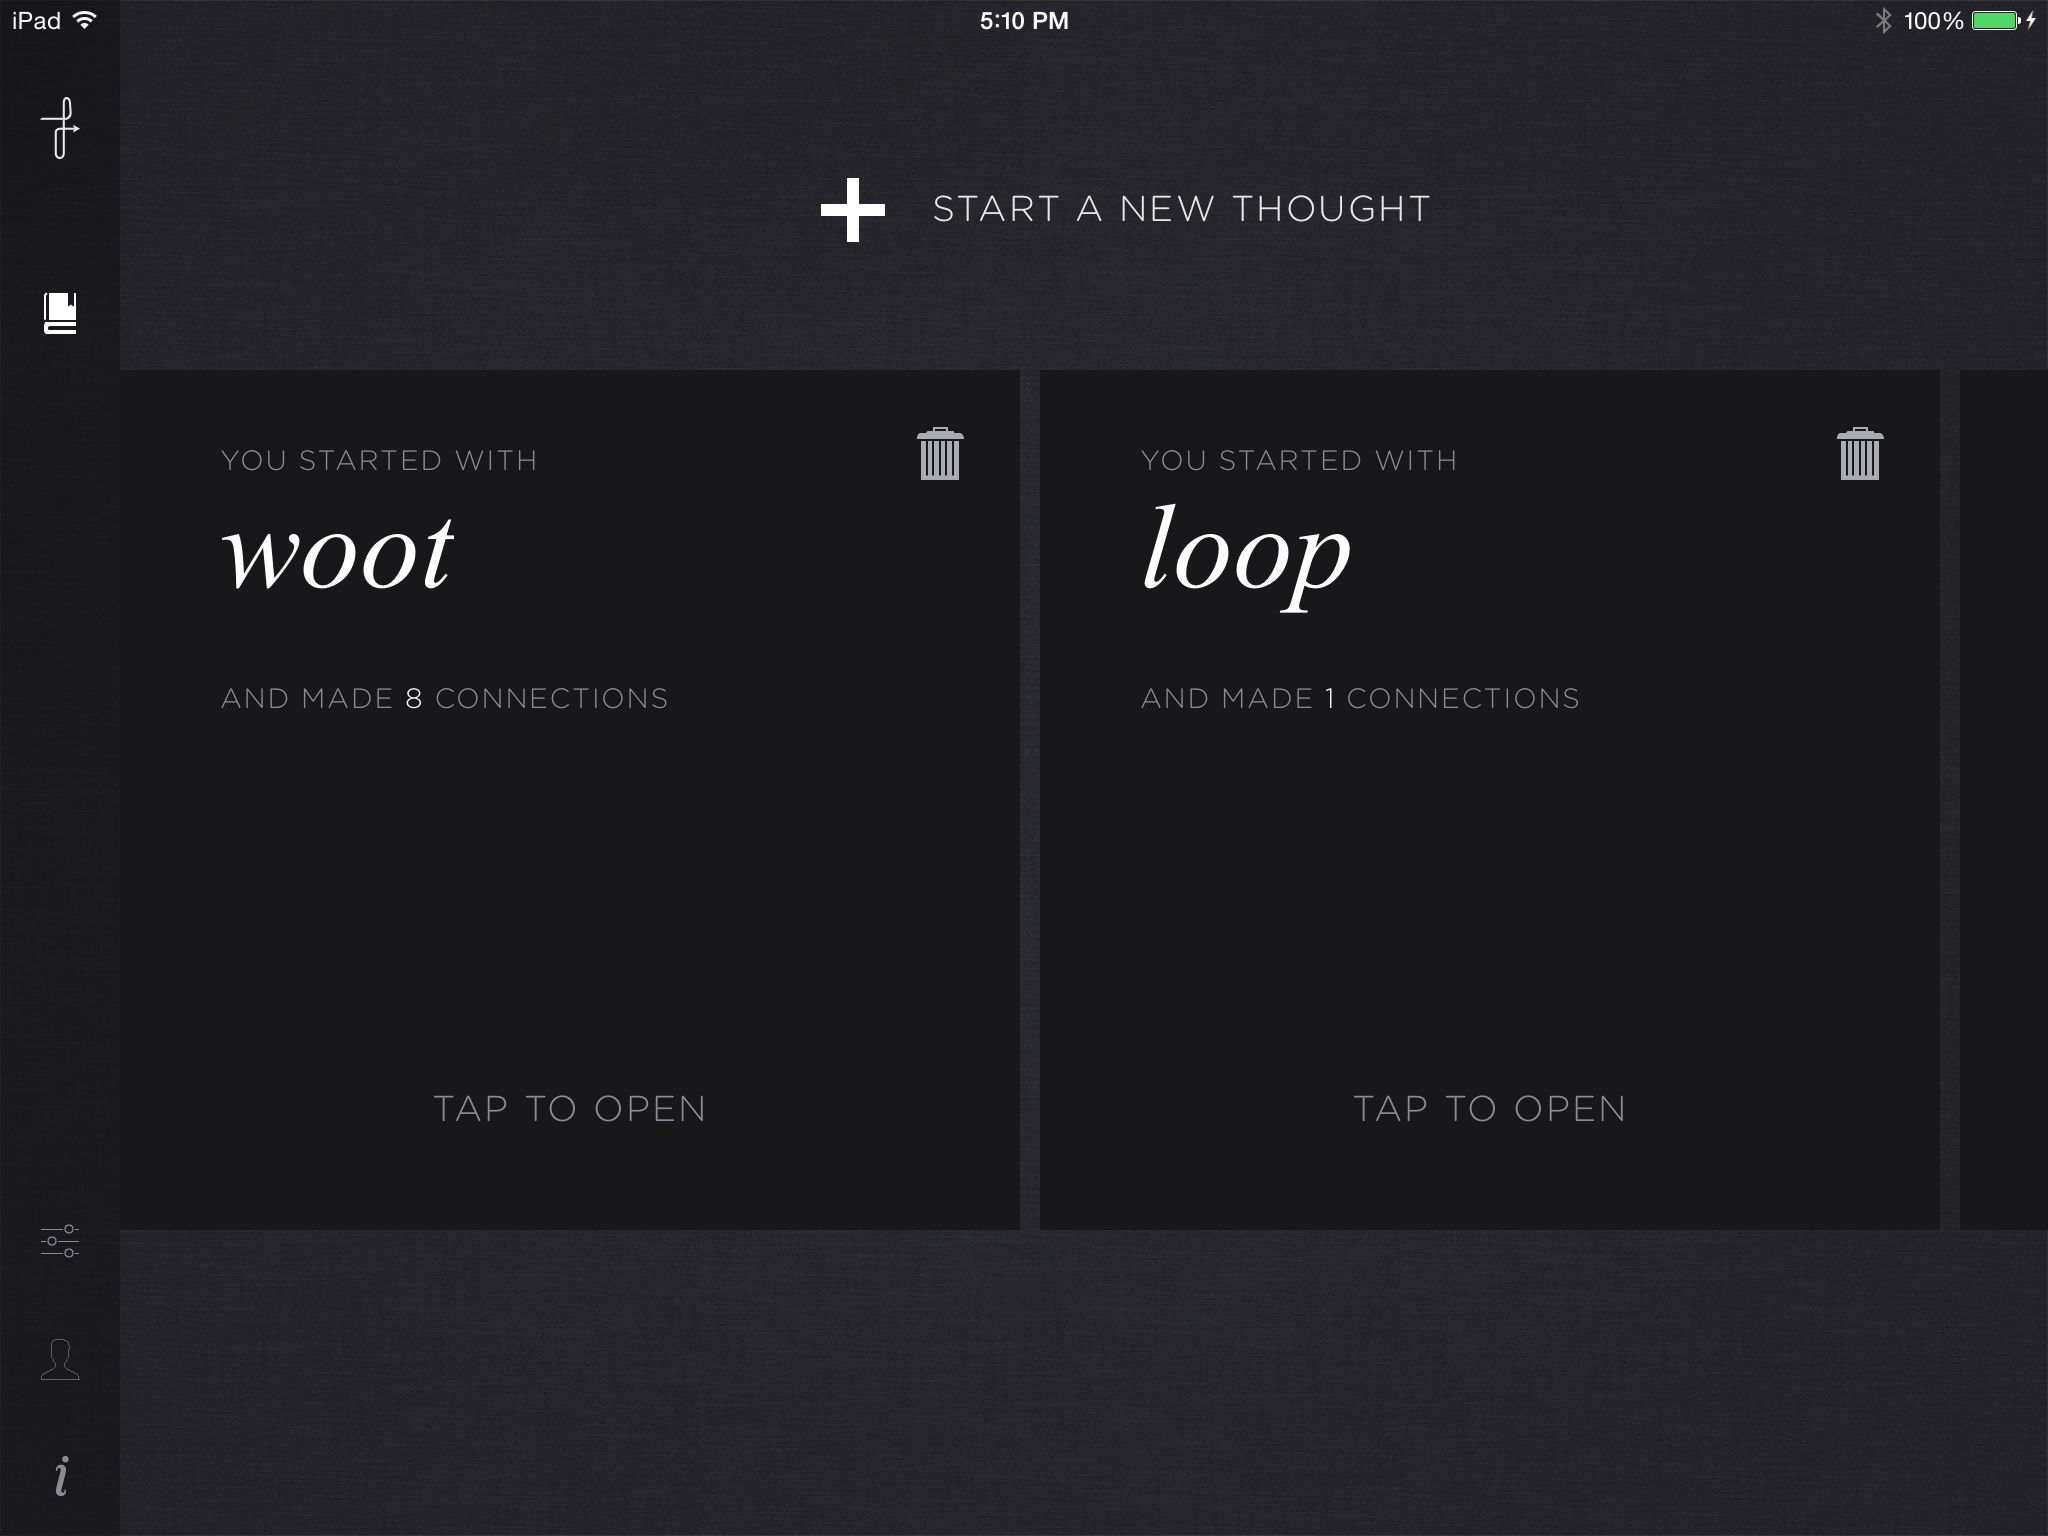 iPad 5:10 PM 100%
START A NEW THOUGHT
YOU STARTED WITH
woot
AND MADE 8 CONNECTIONS
TAP TO OPEN
YOU STARTED WITH
loop
AND MADE 1 CONNECTIONS
TAP TO OPEN
i